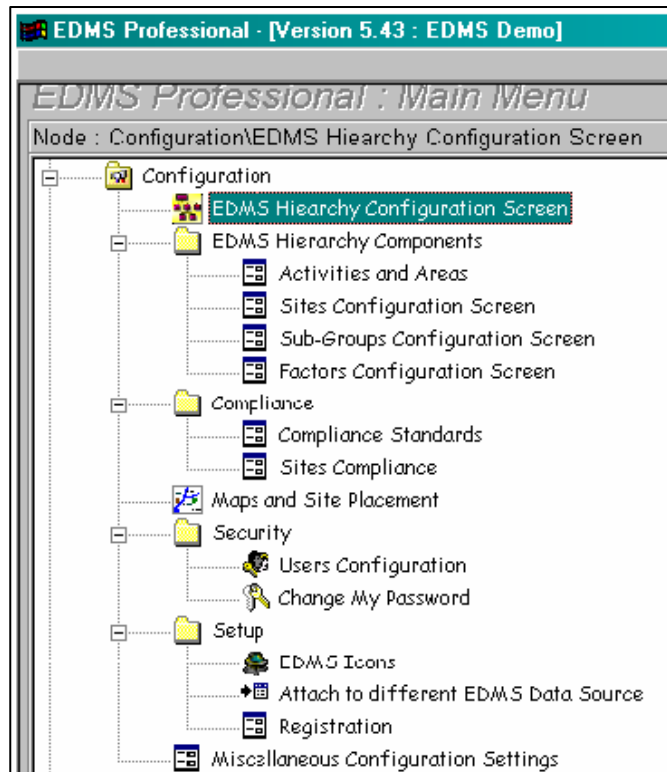 EDMS Professional - [Version 5.43 : EDMS Demo]
EDMS Professional : Main Menu
Node : Configuration\EDMS Hiearchy Configuration Screen
Configuration
EDMS Hiearchy Configuration Screen
EDMS Hierarchy Components
Activities and Areas
Sites Configuration Screen
Sub-Groups Configuration Screen
Factors Configuration Screen
Compliance
Compliance Standards
Sites Compliance
Maps and Site Placement
Security
Users Configuration
Change My Password
Setup
EDMS Icons
Attach to different EDMS Data Source
Registration
Miscellaneous Configuration Settings